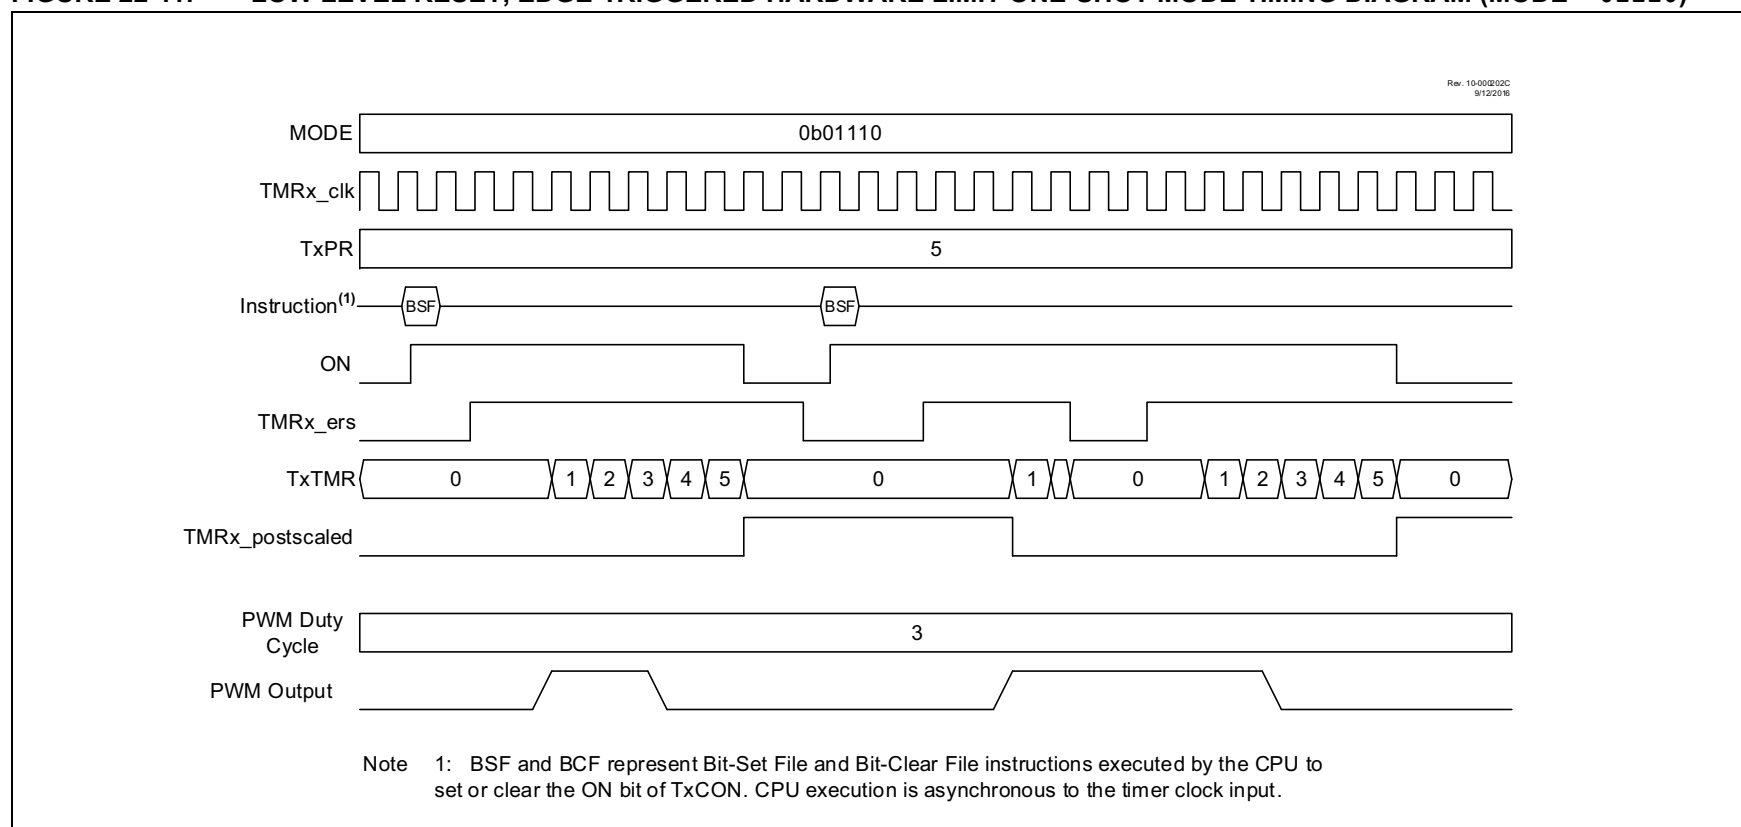 Rev. 10-000202C
9/12/2016
MODE 0b01110
TMRx_clk
TxPR 5
Instruction(1) BSF BSF
ON
TMRx_ers
TxTMR 0 1 2 3 4 5 0 1 0 1 2 3 4 5 0
TMRx_postscaled
PWM Duty
Cycle
3
PWM Output
Note 1: BSF and BCF represent Bit-Set File and Bit-Clear File instructions executed by the CPU to
set or clear the ON bit of TxCON. CPU execution is asynchronous to the timer clock input.